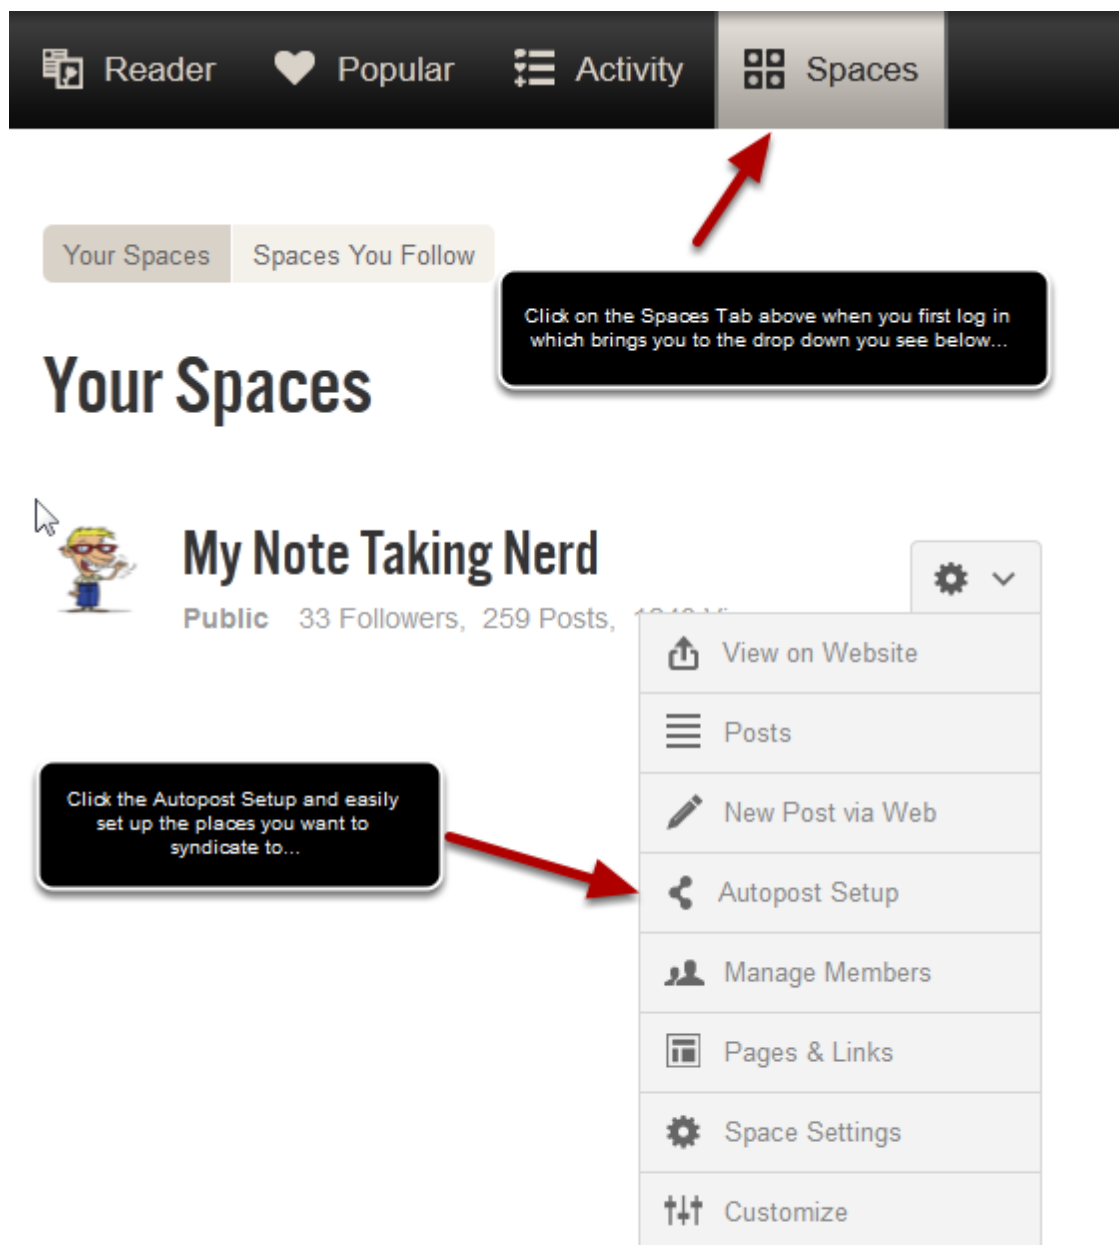 Reader Popular Activity Spaces
Your Spaces Spaces You Follow
Click on the Spaces Tab above when you first log in
which brings you to the drop down you see below...
Your Spaces
My Note Taking Nerd
Public 33 Followers, 259 Posts,
View on Website
Posts
New Post via Web
Click the Autopost Setup and easily
set up the places you want to
syndicate to...
Autopost Setup
Manage Members
Pages & Links
Space Settings
Customize